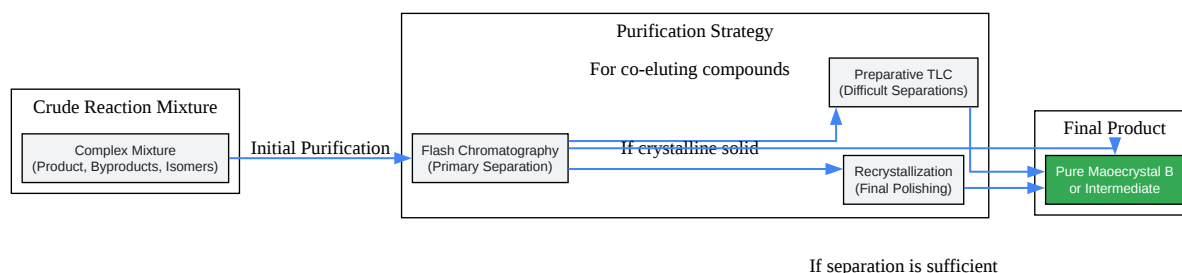 Purification Strategy
For co-eluting compounds
Preparative TLC
(Difficult Separations)
Crude Reaction Mixture
Complex Mixture
(Product, Byproducts, Isomers)
Initial Purification
Flash Chromatography
(Primary Separation)
If crystalline solid
Recrystallization
(Final Polishing)
Final Product
Pure Maoecrystal B
or Intermediate
If separation is sufficient